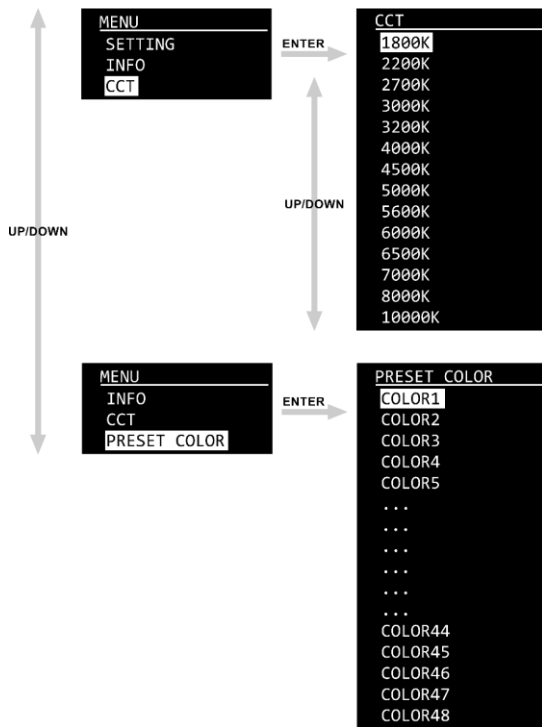 MENU
SETTING
INFO
CCT
ENTER
CCT
1800K
2200K
2700K
3000K
3200K
4000K
4500K
5000K
5600K
6000K
6500K
7000K
8000K
10000K
UP/DOWN
UP/DOWN
MENU
INFO
CCT
PRESET COLOR
ENTER
PRESET COLOR
COLOR1
COLOR2
COLOR3
COLOR4
COLOR5
...
...
...
...
...
...
COLOR44
COLOR45
COLOR46
COLOR47
COLOR48